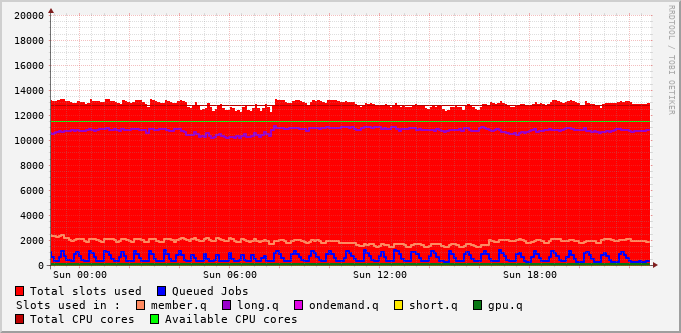 20000
18000
16000
14000
12000
10000
8000
6000
4000
2000
0
Sun 00:00 Sun 06:00 Sun 12:00 Sun 18:00
RRDTOOL / TOBI OETIKER
Total slots used Queued Jobs
Slots used in : member.q long.q ondemand.q short.q gpu.q
Total CPU cores Available CPU cores